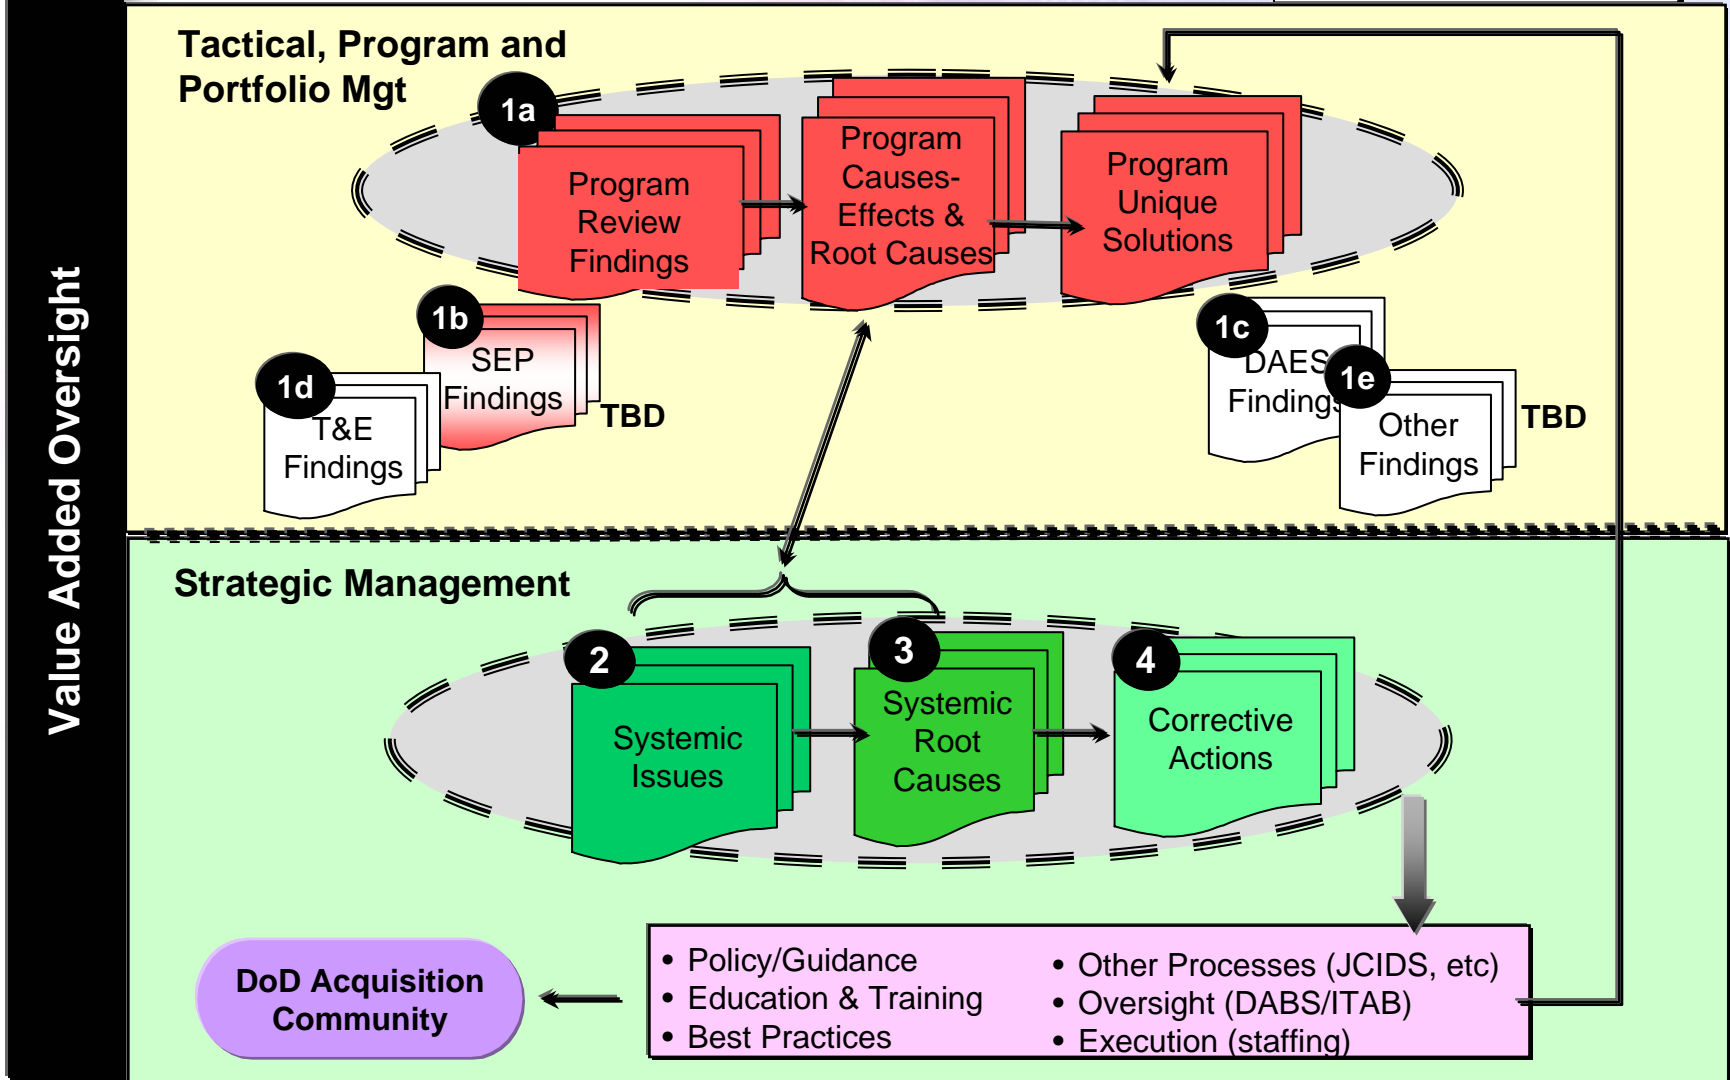 Value Added Oversight
Tactical, Program and
Portfolio Mgt
1a
Program
Review
Findings
Program
Causes-
Effects &
Root Causes
Program
Unique
Solutions
1b
SEP
Findings
TBD
1d
T&E
Findings
1c
DAES
Findings
1e
Other
Findings
TBD
Strategic Management
2
Systemic
Issues
3
Systemic
Root
Causes
4
Corrective
Actions
DoD Acquisition
Community
• Policy/Guidance
• Education & Training
• Best Practices
• Other Processes (JCIDS, etc)
• Oversight (DABS/ITAB)
• Execution (staffing)